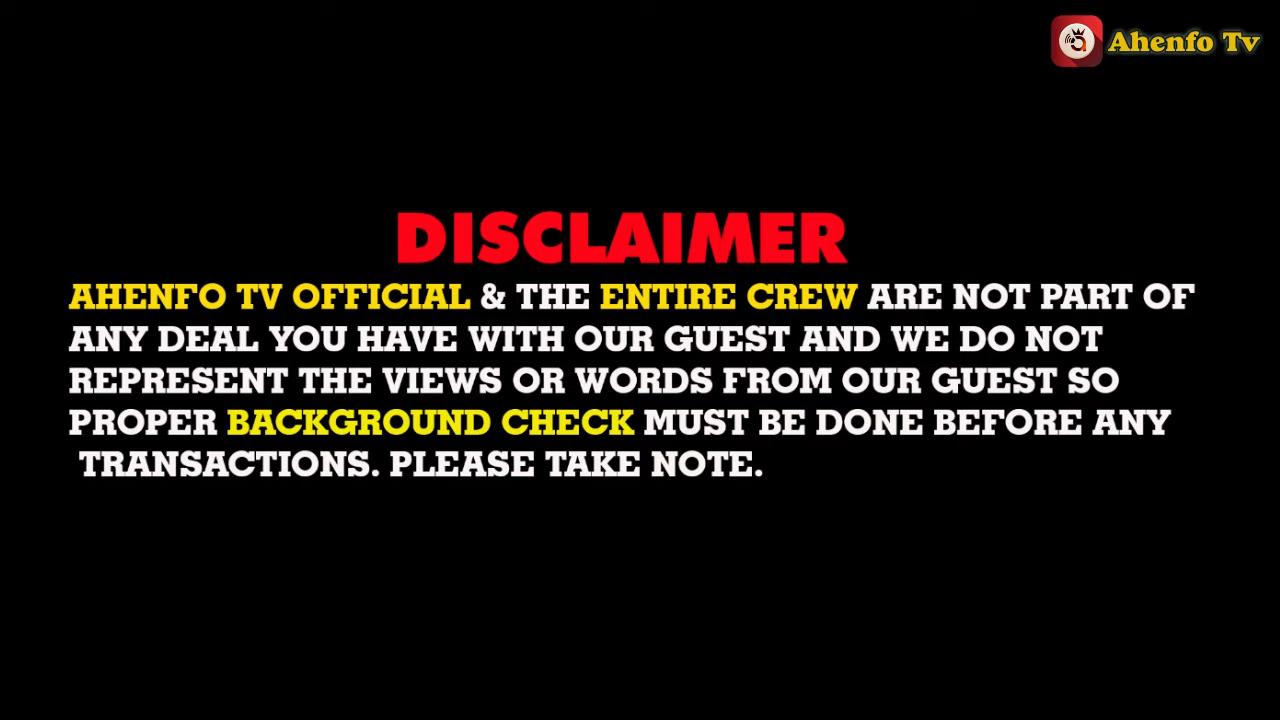 Ahenfo Tv
DISCLAIMER
AHENFO TV OFFICIAL & THE ENTIRE CREW ARE NOT PART OF
ANY DEAL YOU HAVE WITH OUR GUEST AND WE DO NOT
REPRESENT THE VIEWS OR WORDS FROM OUR GUEST SO
PROPER BACKGROUND CHECK MUST BE DONE BEFORE ANY
TRANSACTIONS. PLEASE TAKE NOTE.